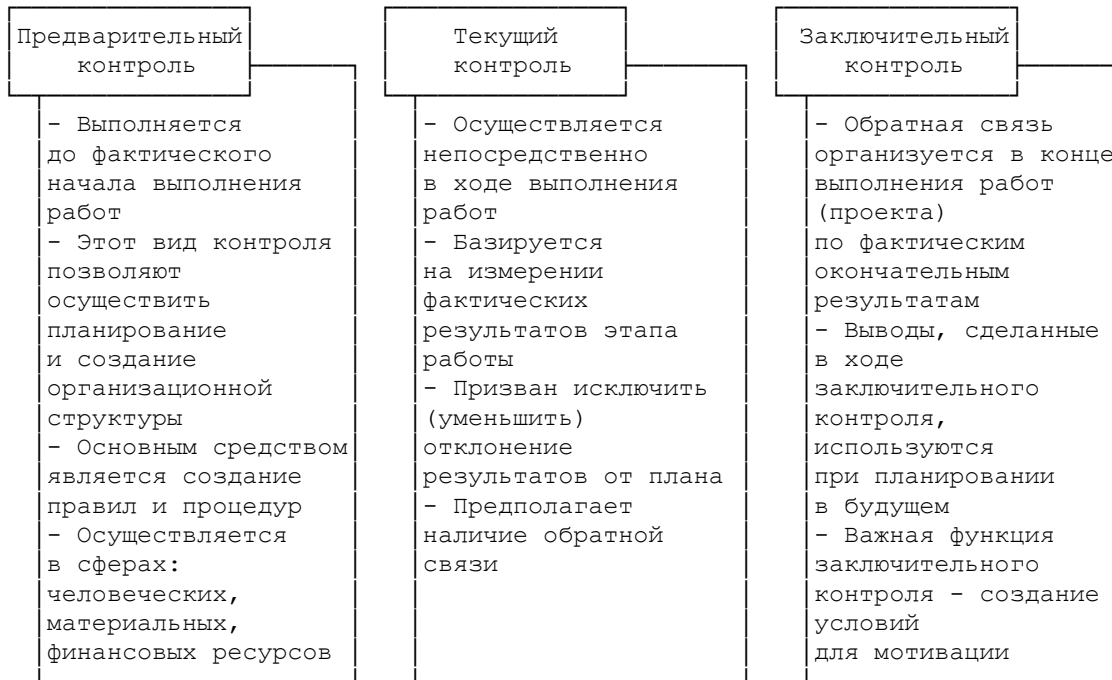 Предварительный
контроль
- Выполняется
до фактического
начала выполнения
работ
- Этот вид контроля
позволяют
осуществить
планирование
и создание
организационной
структуры
- Основным средством
является создание
правил и процедур
- Осуществляется
в сферах:
человеческих,
материальных,
финансовых ресурсов
Текущий
контроль
- Осуществляется
непосредственно
в ходе выполнения
работ
- Базируется
на измерении
фактических
результатов этапа
работы
- Призван исключить
(уменьшить)
отклонение
результатов от плана
- Предполагает
наличие обратной
связи
Заключительный
контроль
- Обратная связь
организуется в конце
выполнения работ
(проекта)
по фактическим
окончательным
результатам
- Выводы, сделанные
в ходе
заключительного
контроля,
используются
при планировании
в будущем
- Важная функция
заключительного
контроля - создание
условий
для мотивации